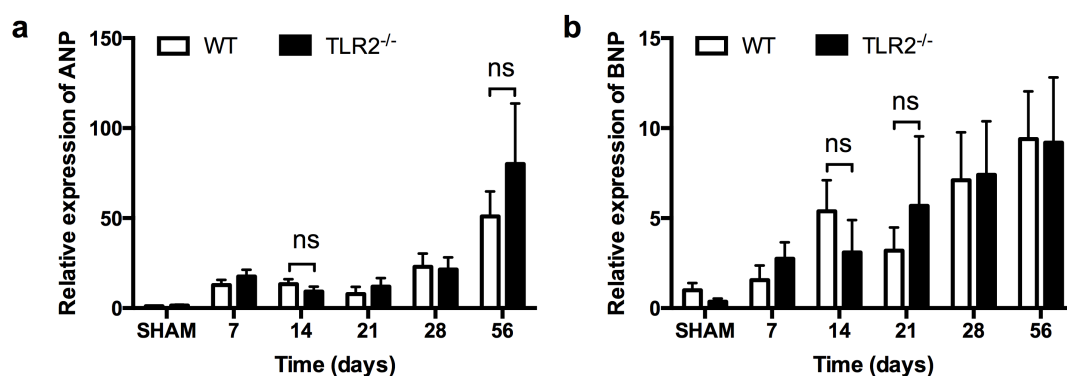 a
WT TLR2-/-
Relative expression of ANP
150
100
50
0
ns
ns
SHAM 7 14 21 28 56
Time (days)
b
WT TLR2-/-
Relative expression of BNP
15
10
5
0
ns
ns
SHAM 7 14 21 28 56
Time (days)